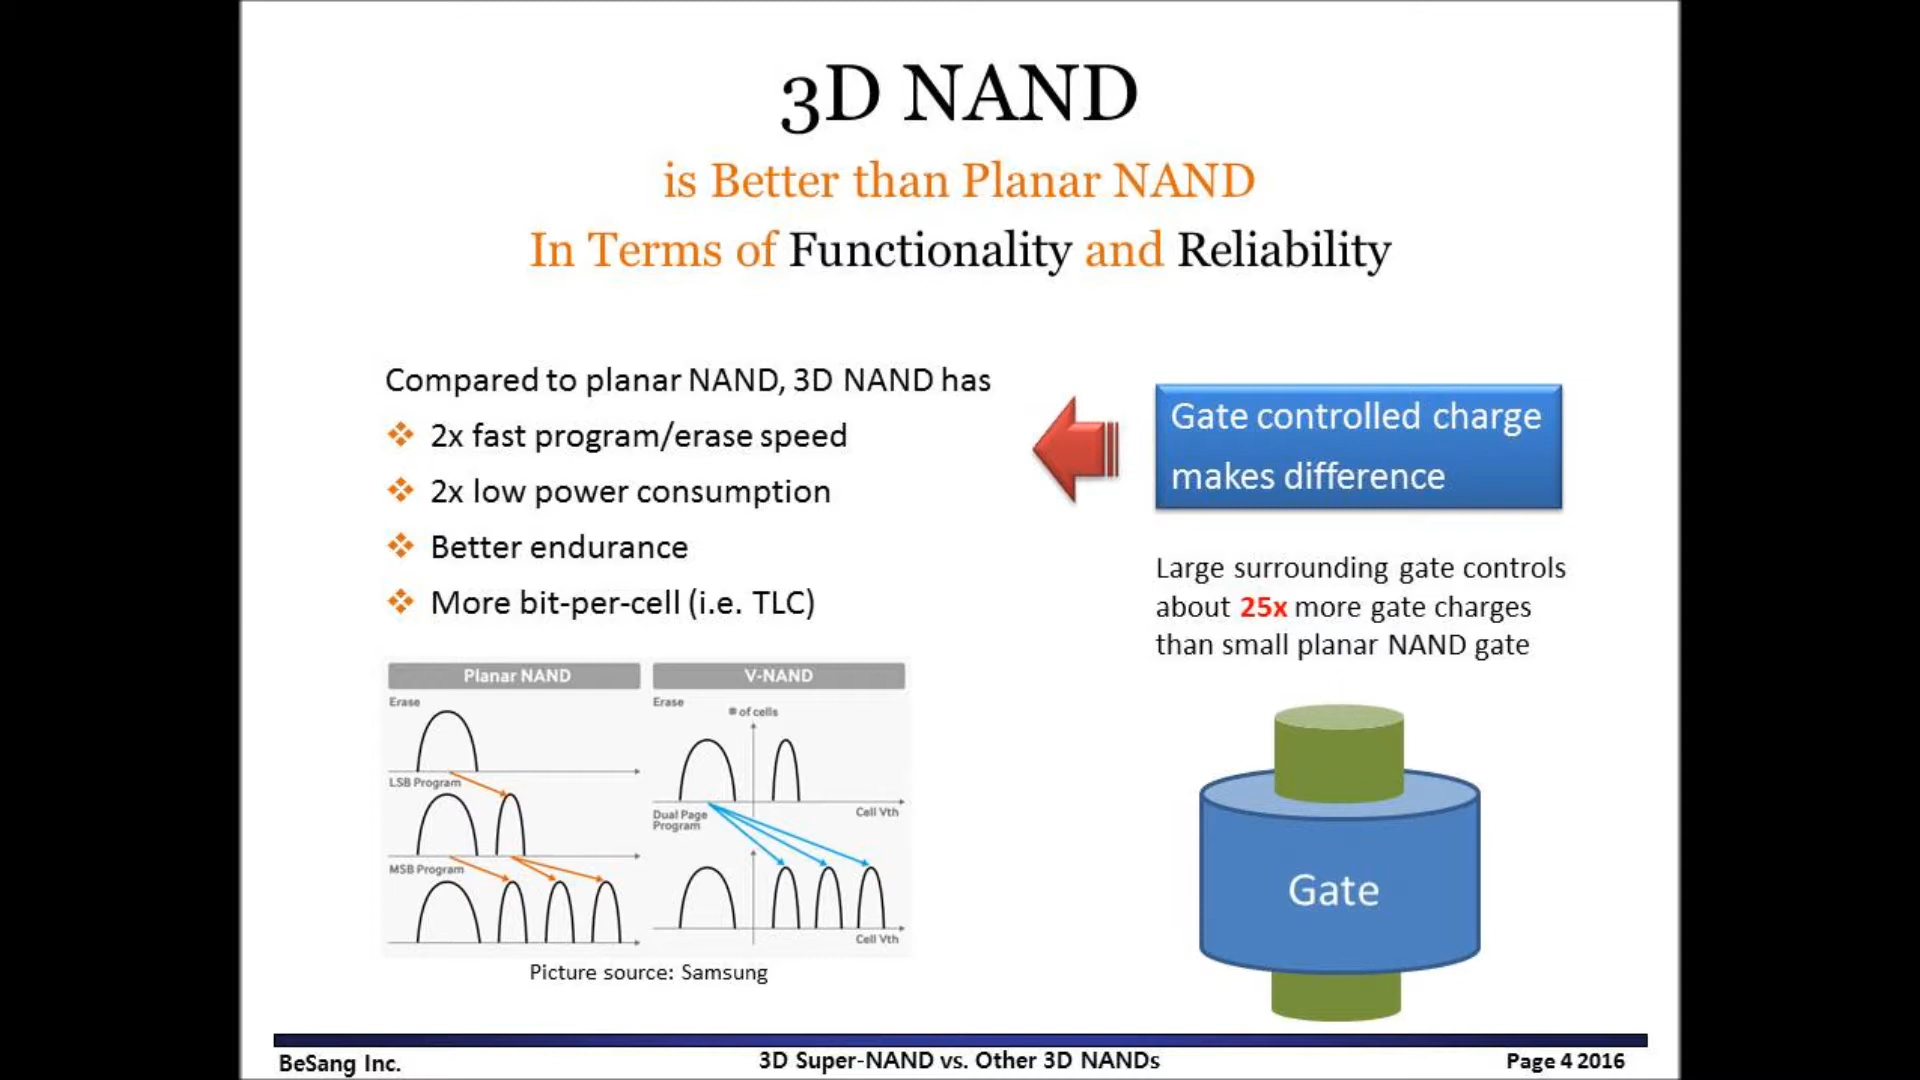 3D NAND
is Better than Planar NAND
In Terms of Functionality and Reliability
Compared to planar NAND, 3D NAND has
2x fast program/erase speed
2x low power consumption
Better endurance
More bit-per-cell (i.e. TLC)
Gate controlled charge
makes difference
Large surrounding gate controls
about 25x more gate charges
than small planar NAND gate
Planar NAND
Erase
LSB Program
MSB Program
V-NAND
Erase
# of cells
Cell Vth
Dual Page
Program
Cell Vth
Picture source: Samsung
Gate
BeSang Inc.
3D Super-NAND vs. Other 3D NANDs
Page 4 2016